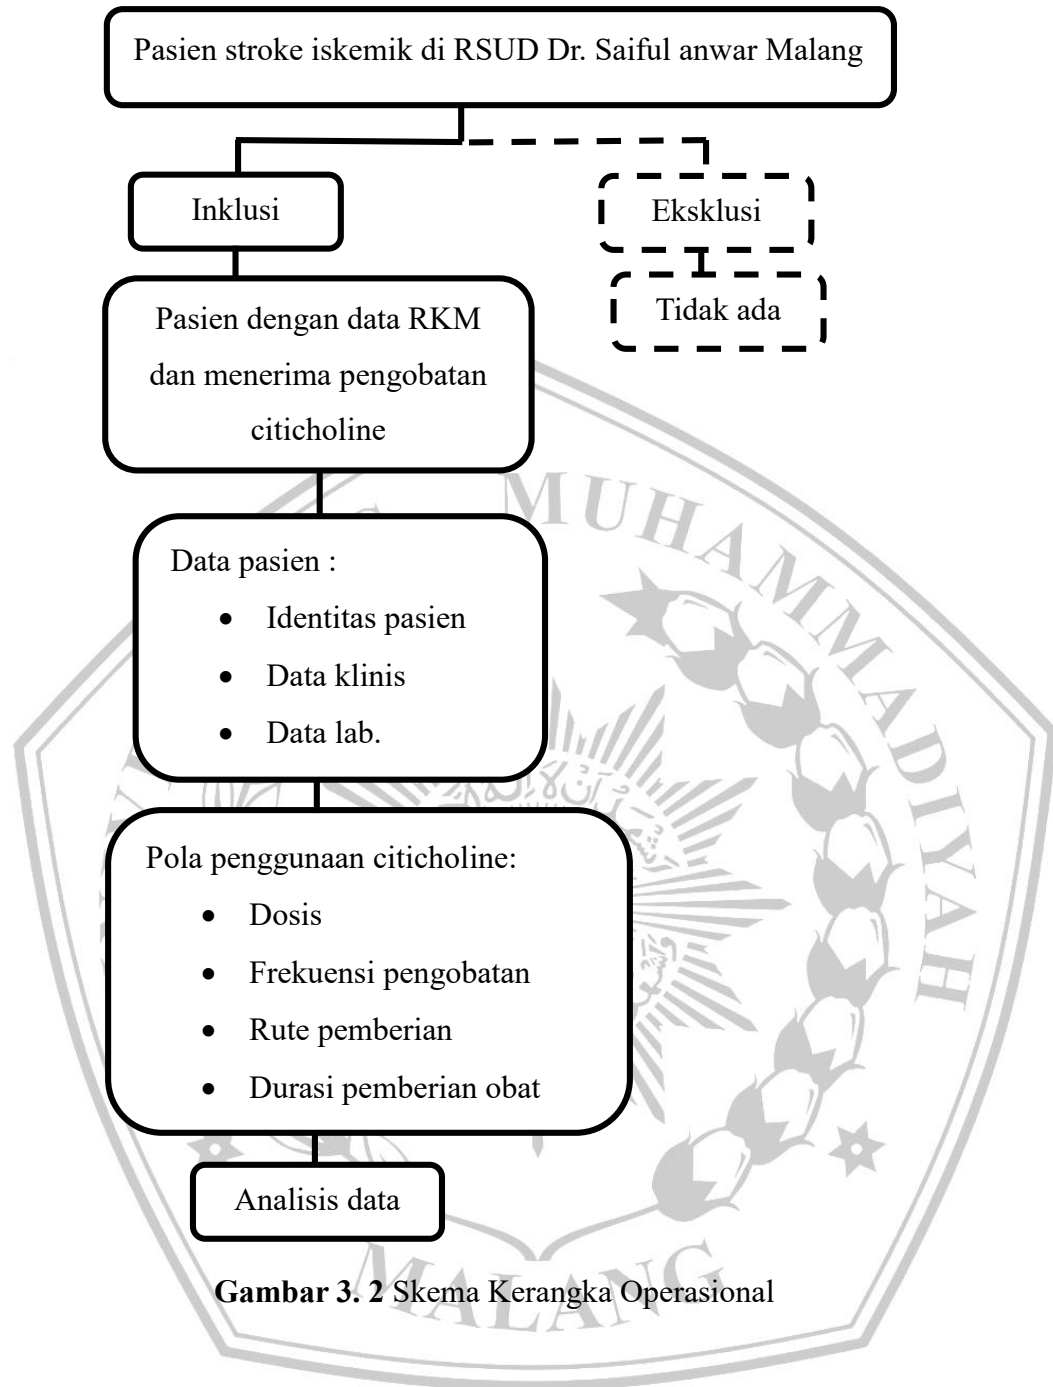 Pasien stroke iskemik di RSUD Dr. Saiful anwar Malang
Inklusi
Eksklusi
Tidak ada
Pasien dengan data RKM
dan menerima pengobatan
citicholine
Data pasien :
• Identitas pasien
• Data klinis
• Data lab.
Pola penggunaan citicholine:
• Dosis
• Frekuensi pengobatan
• Rute pemberian
• Durasi pemberian obat
Analisis data
Gambar 3. 2 Skema Kerangka Operasional
MUHAMMADIYAH
MALANG